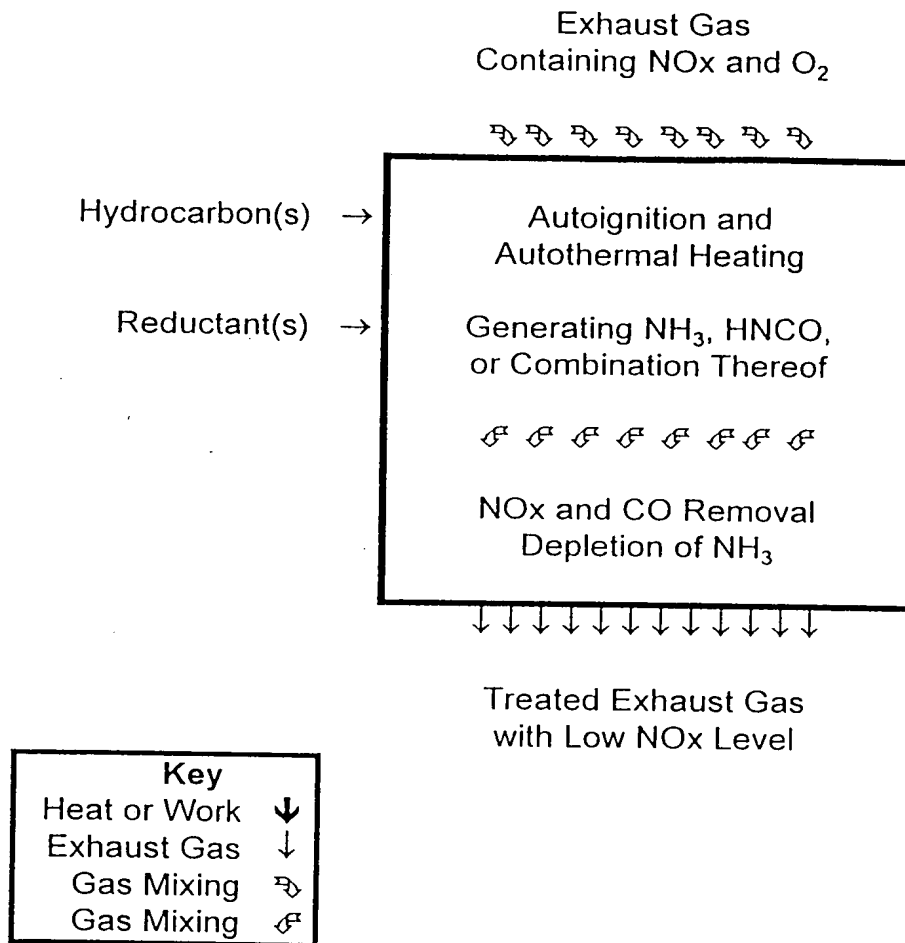 Exhaust Gas
Containing NOx and O₂
Hydrocarbon(s) →
Autoignition and
Autothermal Heating
Reductant(s) →
Generating NH₃, HNCO,
or Combination Thereof
NOx and CO Removal
Depletion of NH₃
Treated Exhaust Gas
with Low NOx Level
Key
Heat or Work
Exhaust Gas ↓
Gas Mixing
Gas Mixing